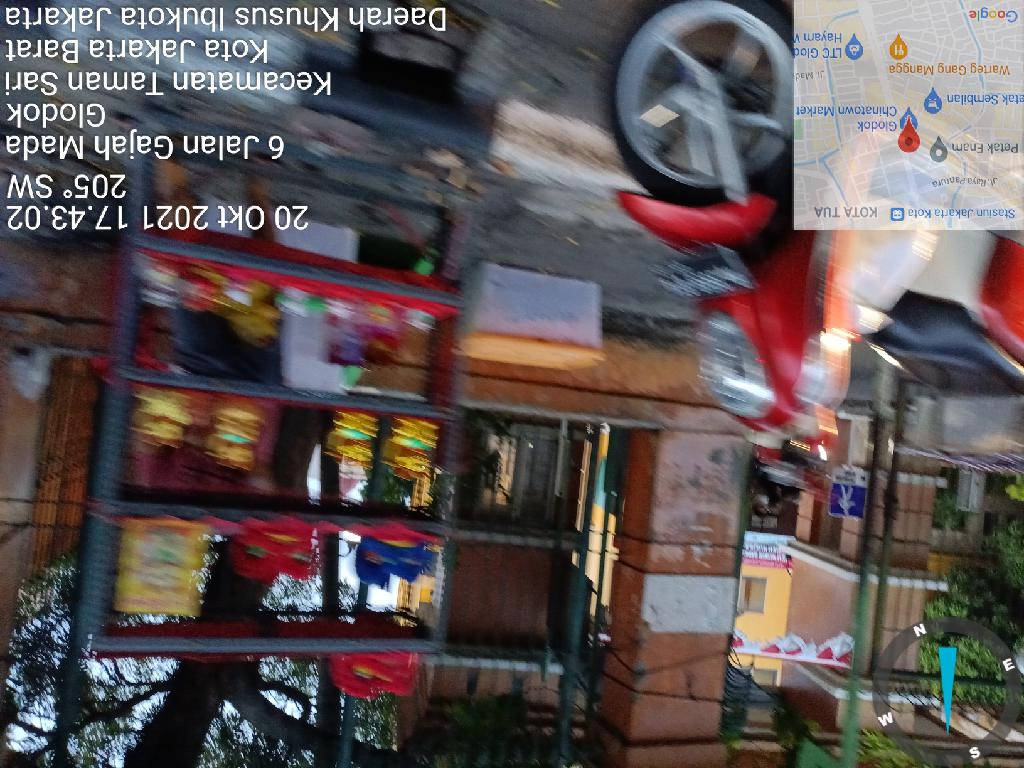 S
W
E
N
Stasiun Jakarta Kota
KOTA TUA
Jl. Raya Pantura
Petak Enam
Glodok
Chinatown Market
etak Sembilan
Warteg Gang Mangga
Jl. Mad
LTC Glod
Hayam W
Google
20 Okt 2021 17.43.02
205° SW
6 Jalan Gajah Mada
Glodok
Kecamatan Taman Sari
Kota Jakarta Barat
Daerah Khusus Ibukota Jakarta